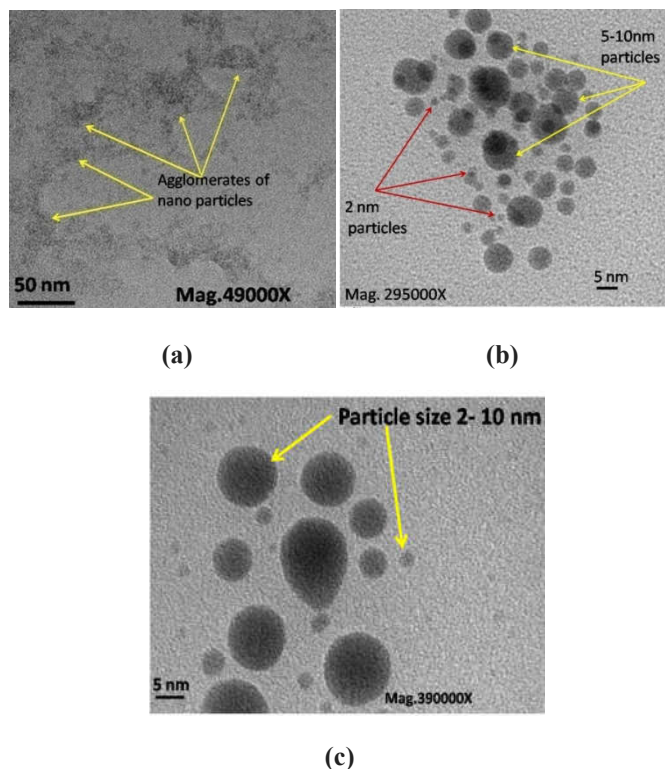 Agglomerates of
nano particles
50 nm
Mag.49000X
(a)
5-10nm
particles
2 nm
particles
5 nm
Mag. 295000X
(b)
Particle size 2- 10 nm
5 nm
Mag.390000X
(c)